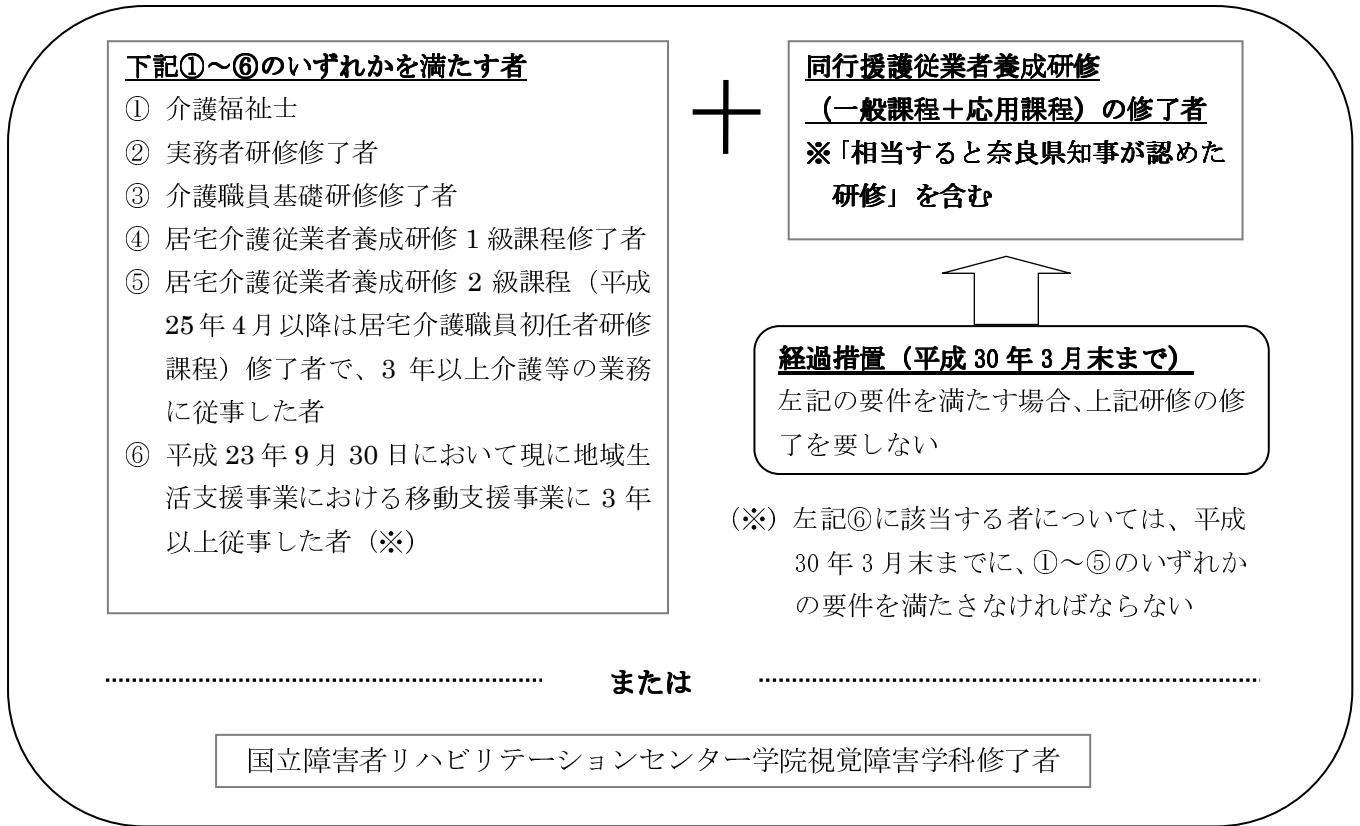 下記①～⑥のいずれかを満たす者
① 介護福祉士
② 実務者研修修了者
③ 介護職員基礎研修修了者
④ 居宅介護従業者養成研修 1 級課程修了者
⑤ 居宅介護従業者養成研修 2 級課程（平成
25 年 4 月以降は居宅介護職員初任者研修
課程）修了者で、3 年以上介護等の業務
に従事した者
⑥ 平成 23 年 9 月 30 日において現に地域生
活支援事業における移動支援事業に 3 年
以上従事した者（※）
＋
同行援護従業者養成研修
（一般課程＋応用課程）の修了者
※「相当すると奈良県知事が認めた
研修」を含む
経過措置（平成 30 年 3 月末まで）
左記の要件を満たす場合、上記研修の修
了を要しない
（※）左記⑥に該当する者については、平成
30 年 3 月末までに、①～⑤のいずれか
の要件を満たさなければならない
または
国立障害者リハビリテーションセンター学院視覚障害学科修了者